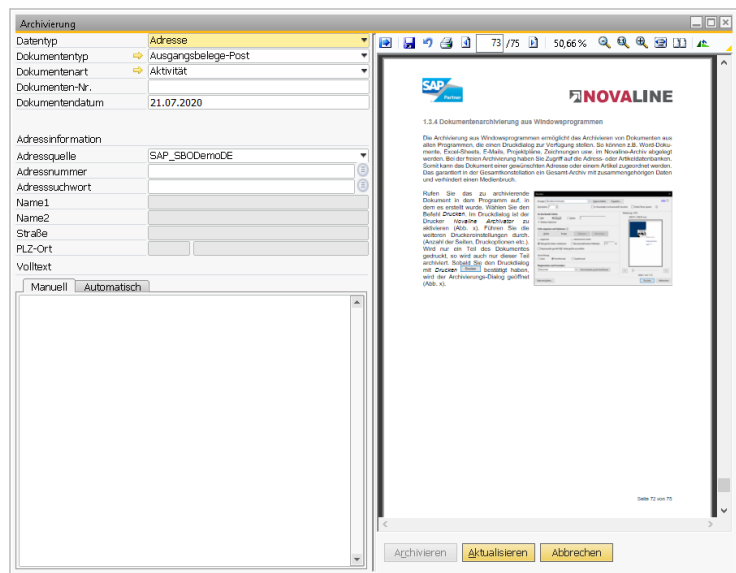 Archivierung
Datentyp Adresse
Dokumententyp Ausgangsbelege-Post
Dokumentenart Aktivität
Dokumenten-Nr.
Dokumentendatum 21.07.2020
Adressinformation
Adressquelle SAP_SBODemoDE
Adressnummer
Adresssuchwort
Name1
Name2
Straße
PLZ-Ort
Volltext
Manuell Automatisch
73 /75 50,66 %
SAP Partner NOVALINE
1.3.4 Dokumentenarchivierung aus Windowsprogrammen
Die Archivierung aus Windowsprogrammen ermöglicht das Archivieren von Dokumenten aus
allen Programmen, die einen Druckdialog zur Verfügung stellen. So können z.B. Word-Doku-
mente, Excel-Sheets, E-Mails, Projektpläne, Zeichnungen usw. im Novaline-Archiv abgelegt
werden. Bei der freien Archivierung haben Sie Zugriff auf die Adress- oder Artikeldatenbanken.
Somit kann das Dokument einer gewünschten Adresse oder einem Artikel zugeordnet werden.
Das garantiert in der Gesamtkonstellation ein Gesamt-Archiv mit zusammengehörigen Daten
und verhindert einen Medienbruch.
Rufen Sie das zu archivierende
Dokument in dem Programm auf, in
dem es erstellt wurde. Wählen Sie den
Befehl Drucken. Im Druckdialog ist der
Drucker Novaline Archivator zu
aktivieren (Abb. x). Führen Sie die
weiteren Druckereinstellungen durch.
(Anzahl der Seiten, Druckoptionen etc.).
Wird nur ein Teil des Dokumentes
gedruckt, so wird auch nur dieser Teil
archiviert. Sobald Sie den Druckdialog
mit Drucken bestätigt haben,
wird der Archivierungs-Dialog geöffnet
(Abb. x).
Seite 72 von 75
Archivieren Aktualisieren Abbrechen